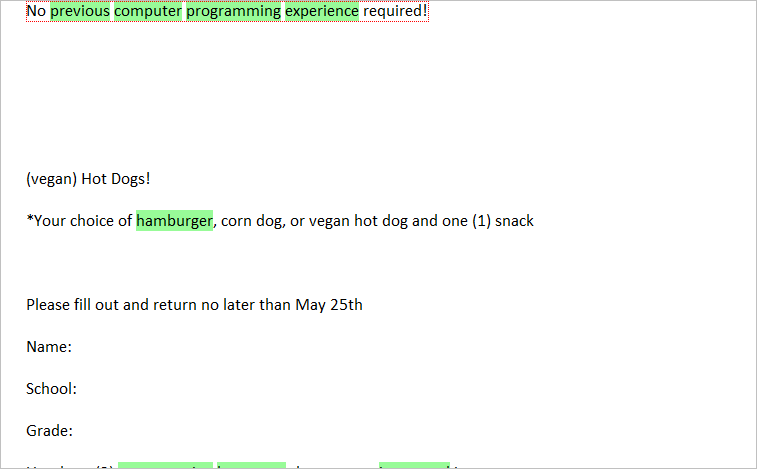 No previous computer programming experience required!
(vegan) Hot Dogs!
*Your choice of hamburger, corn dog, or vegan hot dog and one (1) snack
Please fill out and return no later than May 25th
Name:
School:
Grade: